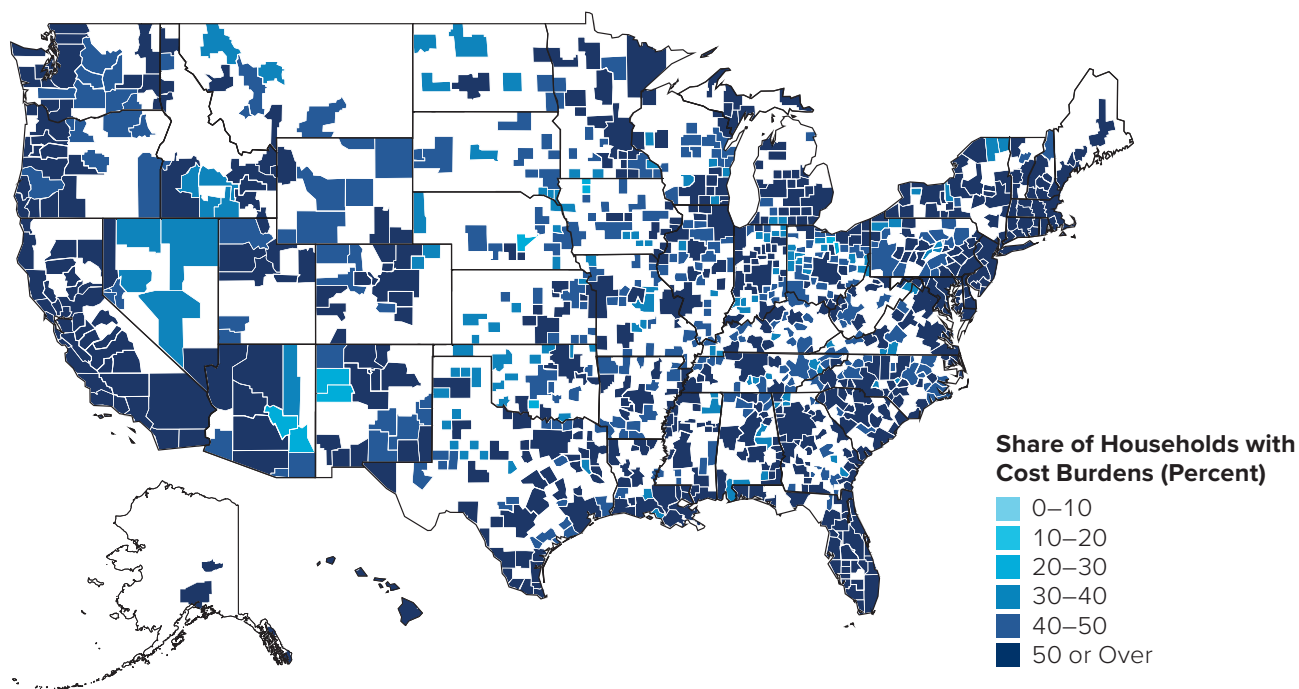 Share of Households with
Cost Burdens (Percent)
0–10
10–20
20–30
30–40
40–50
50 or Over